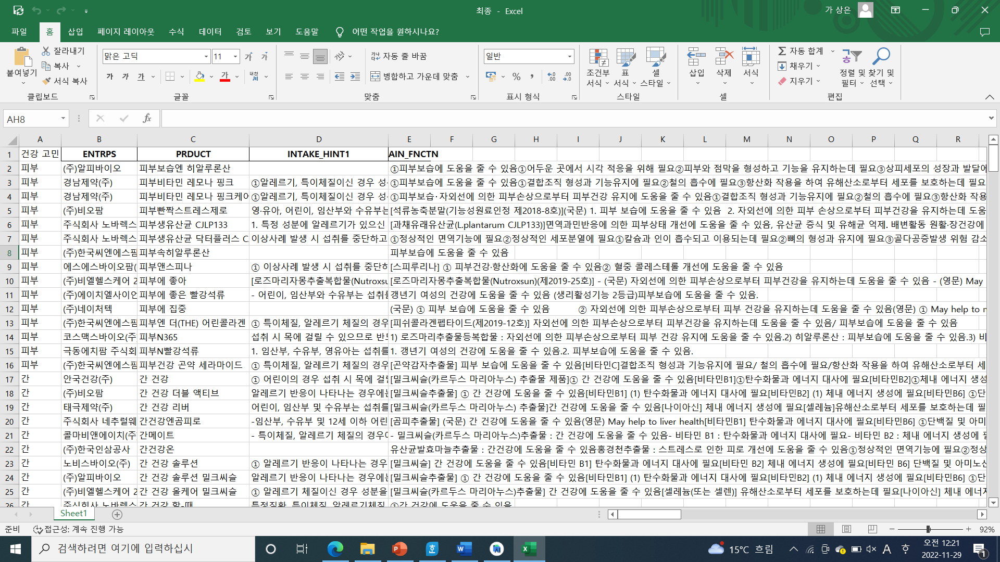 최종 - Excel
가 상은
파일 홈 삽입 페이지 레이아웃 수식 데이터 검토 보기 도움말 어떤 작업을 원하시나요?
붙여넣기
잘라내기
복사
서식 복사
클립보드
맑은 고딕 11 가 가
가 가 가 가 내천
글꼴
자동 줄 바꿈
병합하고 가운데 맞춤
맞춤
일반
%
표시 형식
조건부 서식
표 서식
셀 스타일
스타일
삽입 삭제 서식
셀
자동 합계
채우기
지우기
정렬 및 필터
찾기 및 선택
편집
AH8 fx
A B C D E F G H I J K L M N O P Q R
1 건강 고민 ENTRPS PRDUCT INTAKE_HINT1 AIN_FNCTN
2 피부 (주)알피바이오 피부보습엔 히알루론산 ①피부보습에 도움을 줄 수 있음①어두운 곳에서 시각 적응을 위해 필요②피부와 점막을 형성하고 기능을 유지하는데 필요③상피세포의 성장과 발달에
3 피부 경남제약(주) 피부비타민 레모나 핑크 ①알레르기, 특이체질이신 경우 성 ①피부보습에 도움을 줄 수 있음①결합조직 형성과 기능유지에 필요②철의 흡수에 필요③항산화 작용을 하여 유해산소로부터 세포를 보호하는데 필요
4 피부 경남제약(주) 피부비타민 레모나 핑크케어 ①알레르기, 특이체질이신 경우 성 ①피부보습·자외선에 의한 피부손상으로부터 피부건강 유지에 도움을 줄 수 있음①결합조직 형성과 기능유지에 필요②철의 흡수에 필요③항산화 작용
5 피부 (주)비오팜 피부빤짝스트레스제로 영·유아, 어린이, 임산부와 수유부는 [석류농축분말(기능성원료인정 제2018-8호)](국문) 1. 피부 보습에 도움을 줄 수 있음 2. 자외선에 의한 피부 손상으로부터 피부건강을 유지하는데 도움
6 피부 주식회사 노바렉스 피부생유산균 CJLP133 1. 특정 성분에 알레르기가 있으신 [과채유래유산균(L.plantarum CJLP133)]면역과민반응에 의한 피부상태 개선에 도움을 줄 수 있음, 유산균 증식 및 유해균 억제. 배변활동 원활·장건강에
7 피부 주식회사 노바렉스 피부생유산균 닥터플러스 C 이상사례 발생 시 섭취를 중단하고 ①정상적인 면역기능에 필요②정상적인 세포분열에 필요①칼슘과 인이 흡수되고 이용되는데 필요②뼈의 형성과 유지에 필요③골다공증발생 위험 감소
8 피부 (주)한국씨엔에스팜 피부속히알루론산 피부보습에 도움을 줄 수 있음
9 피부 에스에스바이오팜( 피부앤스피나 ① 이상사례 발생 시 섭취를 중단하 [스피루리나] ① 피부건강·항산화에 도움을 줄 수 있음② 혈중 콜레스테롤 개선에 도움을 줄 수 있음
10 피부 (주)비엘헬스케어 2 피부에 좋아 [로즈마리자몽추출복합물(Nutroxsu [로즈마리자몽추출복합물(Nutroxsun)(제2019-25호)] - (국문) 자외선에 의한 피부손상으로부터 피부건강을 유지하는데 도움을 줄 수 있음 - (영문) May
11 피부 (주)에이치엘사이언 피부에 좋은 빨강석류 - 어린이, 임산부와 수유부는 섭취를 갱년기 여성의 건강에 도움을 줄 수 있음 (생리활성기능 2등급)피부보습에 도움을 줄 수 있음.
12 피부 (주)네이처텍 피부에 집중 (국문) ① 피부 보습에 도움을 줄 수 있음 ② 자외선에 의한 피부손상으로부터 피부 건강을 유지하는데 도움을 줄 수 있음(영문) ① May help to
13 피부 (주)한국씨엔에스팜 피부엔 더(THE) 어린콜라겐 ① 특이체질, 알레르기 체질의 경우 [피쉬콜라겐펩타이드(제2019-12호)] 자외선에 의한 피부손상으로부터 피부건강을 유지하는데 도움을 줄 수 있음/ 피부보습에 도움을 줄 수 있음
14 피부 코스맥스바이오(주 피부N365 섭취 시 목에 걸릴 수 있으므로 반드 1) 로즈마리추출물등복합물 : 자외선에 의한 피부손상으로부터 피부 건강 유지에 도움을 줄 수 있음.2) 히알루론산 : 피부보습에 도움을 줄 수 있음.3) 비
15 피부 극동에치팜 주식회 피부N빨강석류 1. 임산부, 수유부, 영유아는 섭취를 1. 갱년기 여성의 건강에 도움을 줄 수 있음.2. 피부보습에 도움을 줄 수 있음.
16 피부 (주)한국씨엔에스팜 피부건강 곤약 세라마이드 ① 특이체질, 알레르기 체질의 경우 [곤약감자추출물] 피부 보습에 도움을 줄 수 있음[비타민C]결합조직 형성과 기능유지에 필요/ 철의 흡수에 필요/항산화 작용을 하여 유해산소로부터 세
17 간 안국건강(주) 간 건강 ① 어린이의 경우 섭취 시 목에 걸릴 [밀크씨슬(카르두스 마리아누스) 추출물 제품]① 간 건강에 도움을 줄 수 있음[비타민B1]①탄수화물과 에너지 대사에 필요[비타민B2]①체내 에너지 생성
18 간 (주)비오팜 간 건강 더블 액티브 알레르기 반응이 나타나는 경우에는 [밀크씨슬추출물] ① 간 건강에 도움을 줄 수 있음[비타민B1] (1) 탄수화물과 에너지 대사에 필요[비타민B2] (1) 체내 에너지 생성에 필요[비타민B6] ①단
19 간 태극제약(주) 간 건강 리버 어린이, 임산부 및 수유부는 섭취를 [밀크씨슬(카르두스 마리아누스) 추출물]간 건강에 도움을 줄 수 있음[나이아신] 체내 에너지 생성에 필요[셀레늄]유해산소로부터 세포를 보호하는데 필
20 간 주식회사 네추럴웨 간건강엔곰피로 -임산부, 수유부 및 12세 이하 어린 [곰피추출물] (국문) 간 건강에 도움을 줄 수 있음(영문) May help to liver health[비타민B1] 탄수화물과 에너지 대사에 필요[비타민B6] ①단백질 및 아미
21 간 콜마비앤에이치(주 간메이트 - 특이체질, 알레르기 체질의 경우에 - 밀크씨슬(카르두스 마리아누스)추출물 : 간 건강에 도움을 줄 수 있음- 비타민 B1 : 탄수화물과 에너지 대사에 필요- 비타민 B2 : 체내 에너지 생성에 필
22 간 (주)한국인삼공사 간건강온 유산균발효마늘추출물 : 간건강에 도움을 줄 수 있음홍경천추출물 : 스트레스로 인한 피로 개선에 도움을 줄 수 있음①정상적인 면역기능에 필요②정상
23 간 노비스바이오(주) 간 건강 솔루션 ① 알레르기 반응이 나타나는 경우 [밀크씨슬] 간 건강에 도움을 줄 수 있음[비타민 B1] 탄수화물과 에너지 대사에 필요[비타민 B2] 체내 에너지 생성에 필요[비타민 B6] 단백질 및 아미노산
24 간 (주)알피바이오 간 건강 솔루션 밀크씨슬 알레르기 반응이 나타나는 경우에는 [밀크씨슬추출물] ① 간 건강에 도움을 줄 수 있음[비타민B1] (1) 탄수화물과 에너지 대사에 필요[비타민B2] (1) 체내 에너지 생성에 필요[비타민B6] ①단
25 간 (주)비엘헬스케어 2 간 건강 올케어 밀크씨슬 ① 알레르기 체질이신 경우 성분을 [밀크씨슬(카르두스 마리아누스)추출물] 간 건강에 도움을 줄 수 있음[셀레늄(또는 셀렌)] 유해산소로부터 세포를 보호하는데 필요[나이아신] 체내 에너지
26 간 주식회사 노바렉스 간 건강 할-때 특정질환, 특이체질, 알레르기체질 ①간 건강에 도움을 줄 수 있음
Sheet1
준비 접근성: 계속 진행 가능 92%
검색하려면 여기에 입력하십시
15°C 흐림
A
오전 12:21
2022-11-29
1